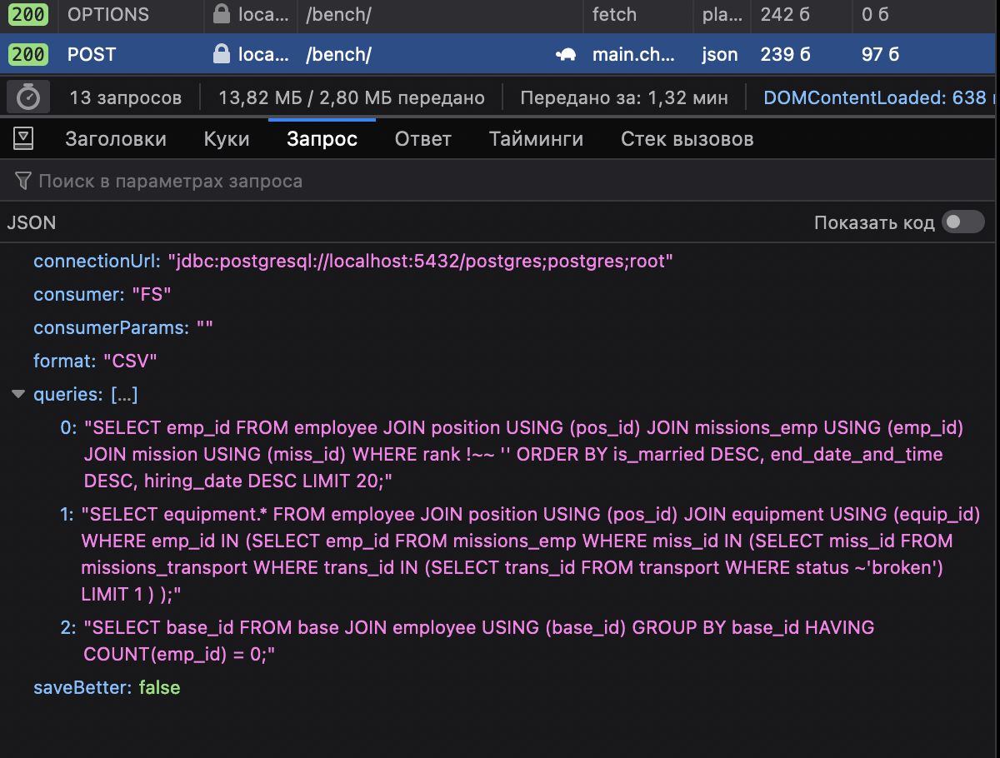 200 OPTIONS loca... /bench/ fetch pla... 242 б 0 б
200 POST loca... /bench/ main.ch... json 239 б 97 б
13 запросов 13,82 МБ / 2,80 МБ передано Передано за: 1,32 мин DOMContentLoaded: 638
Заголовки Куки Запрос Ответ Тайминги Стек вызовов
Поиск в параметрах запроса
JSON Показать код
connectionUrl: "jdbc:postgresql://localhost:5432/postgres;postgres;root"
consumer: "FS"
consumerParams: ""
format: "CSV"
queries: [...]
0: "SELECT emp_id FROM employee JOIN position USING (pos_id) JOIN missions_emp USING (emp_id)
JOIN mission USING (miss_id) WHERE rank !~~ '' ORDER BY is_married DESC, end_date_and_time
DESC, hiring_date DESC LIMIT 20;"
1: "SELECT equipment.* FROM employee JOIN position USING (pos_id) JOIN equipment USING (equip_id)
WHERE emp_id IN (SELECT emp_id FROM missions_emp WHERE miss_id IN (SELECT miss_id FROM
missions_transport WHERE trans_id IN (SELECT trans_id FROM transport WHERE status ~'broken')
LIMIT 1 ) );"
2: "SELECT base_id FROM base JOIN employee USING (base_id) GROUP BY base_id HAVING
COUNT(emp_id) = 0;"
saveBetter: false